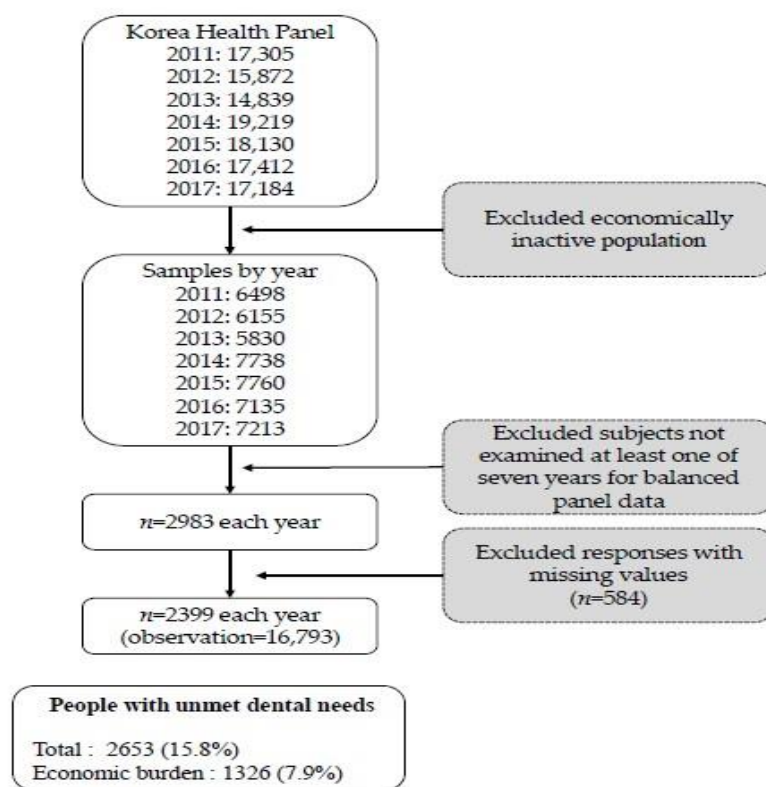 Korea Health Panel
2011: 17,305
2012: 15,872
2013: 14,839
2014: 19,219
2015: 18,130
2016: 17,412
2017: 17,184
Excluded economically
inactive population
Samples by year
2011: 6498
2012: 6155
2013: 5830
2014: 7738
2015: 7760
2016: 7135
2017: 7213
Excluded subjects not
examined at least one of
seven years for balanced
panel data
n=2983 each year
Excluded responses with
missing values
(n=584)
n=2399 each year
(observation=16,793)
People with unmet dental needs
Total : 2653 (15.8%)
Economic burden : 1326 (7.9%)